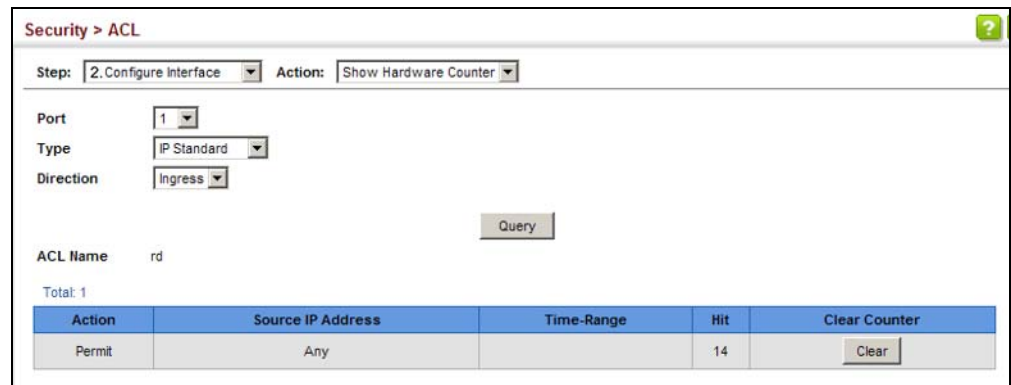 Security > ACL
?
Step: 2. Configure Interface Action: Show Hardware Counter
Port 1
Type IP Standard
Direction Ingress
Query
ACL Name rd
Total: 1
Action Source IP Address Time-Range Hit Clear Counter
Permit Any 14 Clear